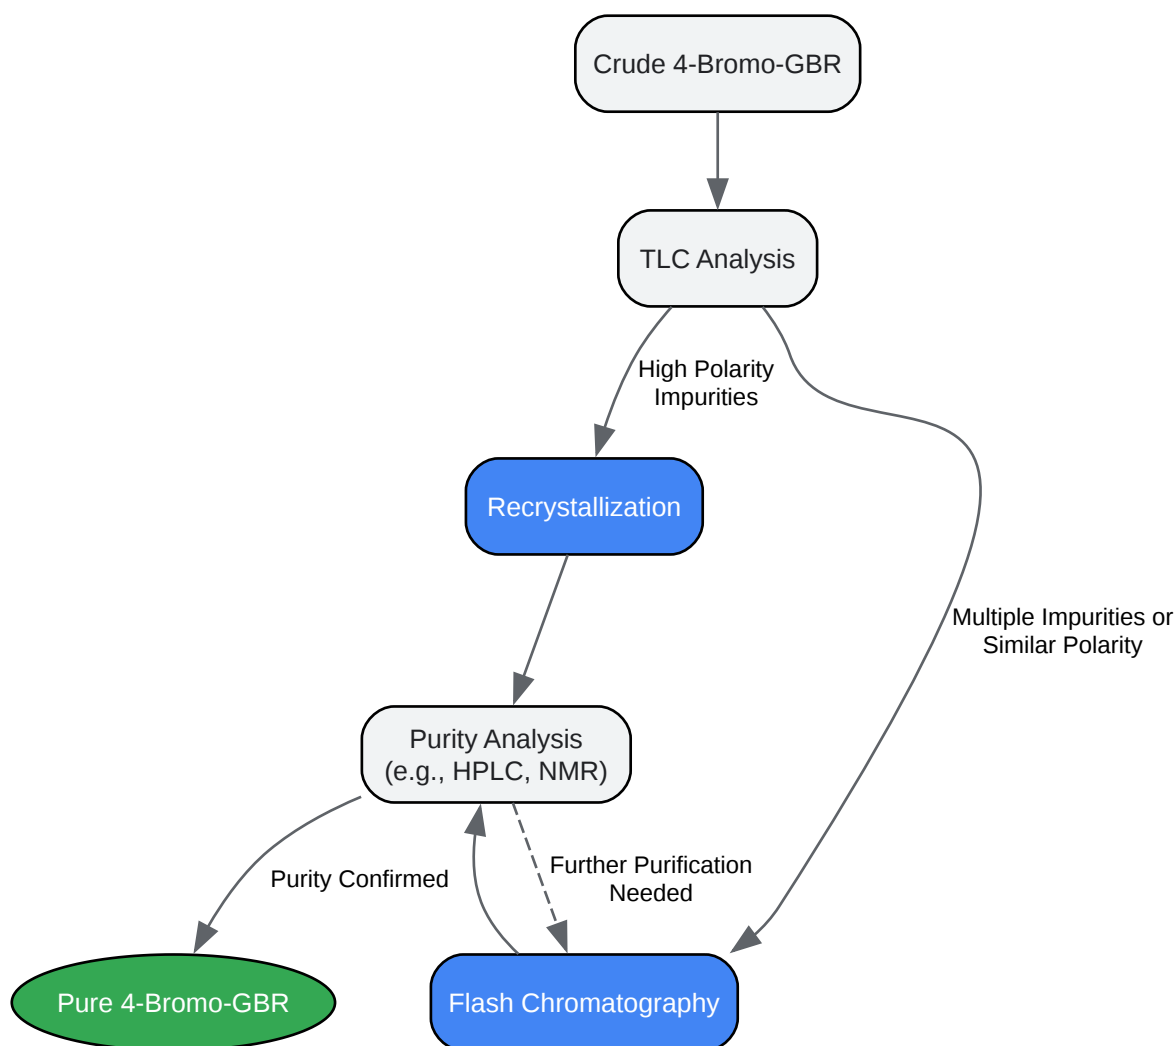 Crude 4-Bromo-GBR
TLC Analysis
High Polarity
Impurities
Recrystallization
Multiple Impurities or
Similar Polarity
Purity Analysis
(e.g., HPLC, NMR)
Purity Confirmed
Further Purification
Needed
Pure 4-Bromo-GBR
Flash Chromatography